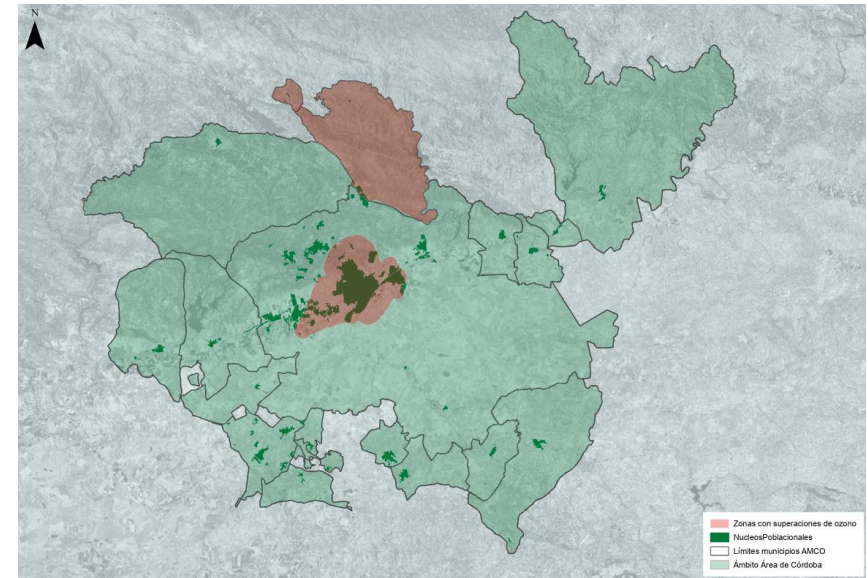 N
Zonas con superaciones de ozono
NucleosPoblacionales
Límites municipios AMCO
Ámbito Área de Córdoba